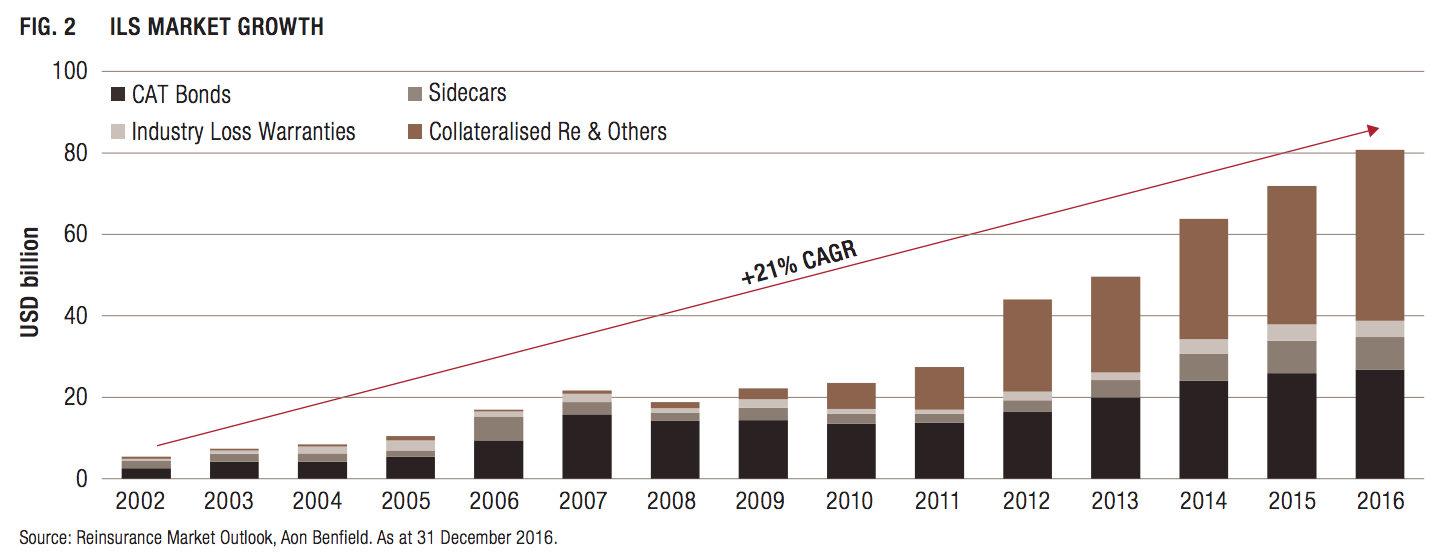 FIG. 2 ILS MARKET GROWTH
100
CAT Bonds Sidecars
Industry Loss Warranties Collateralised Re & Others
80
60
+21% CAGR
40
20
0
USD billion
2002 2003 2004 2005 2006 2007 2008 2009 2010 2011 2012 2013 2014 2015 2016
Source: Reinsurance Market Outlook, Aon Benfield. As at 31 December 2016.